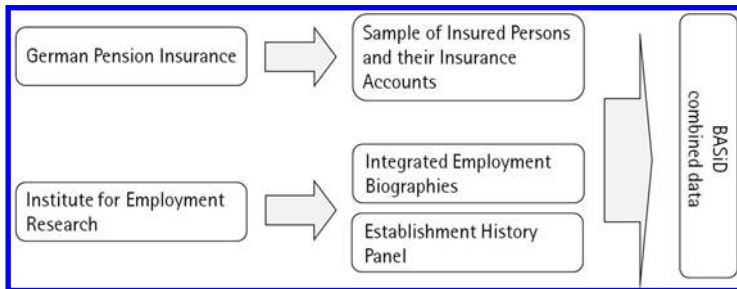 German Pension Insurance
Sample of Insured Persons
and their Insurance
Accounts
Institute for Employment
Research
Integrated Employment
Biographies
Establishment History
Panel
BASiD
combined data